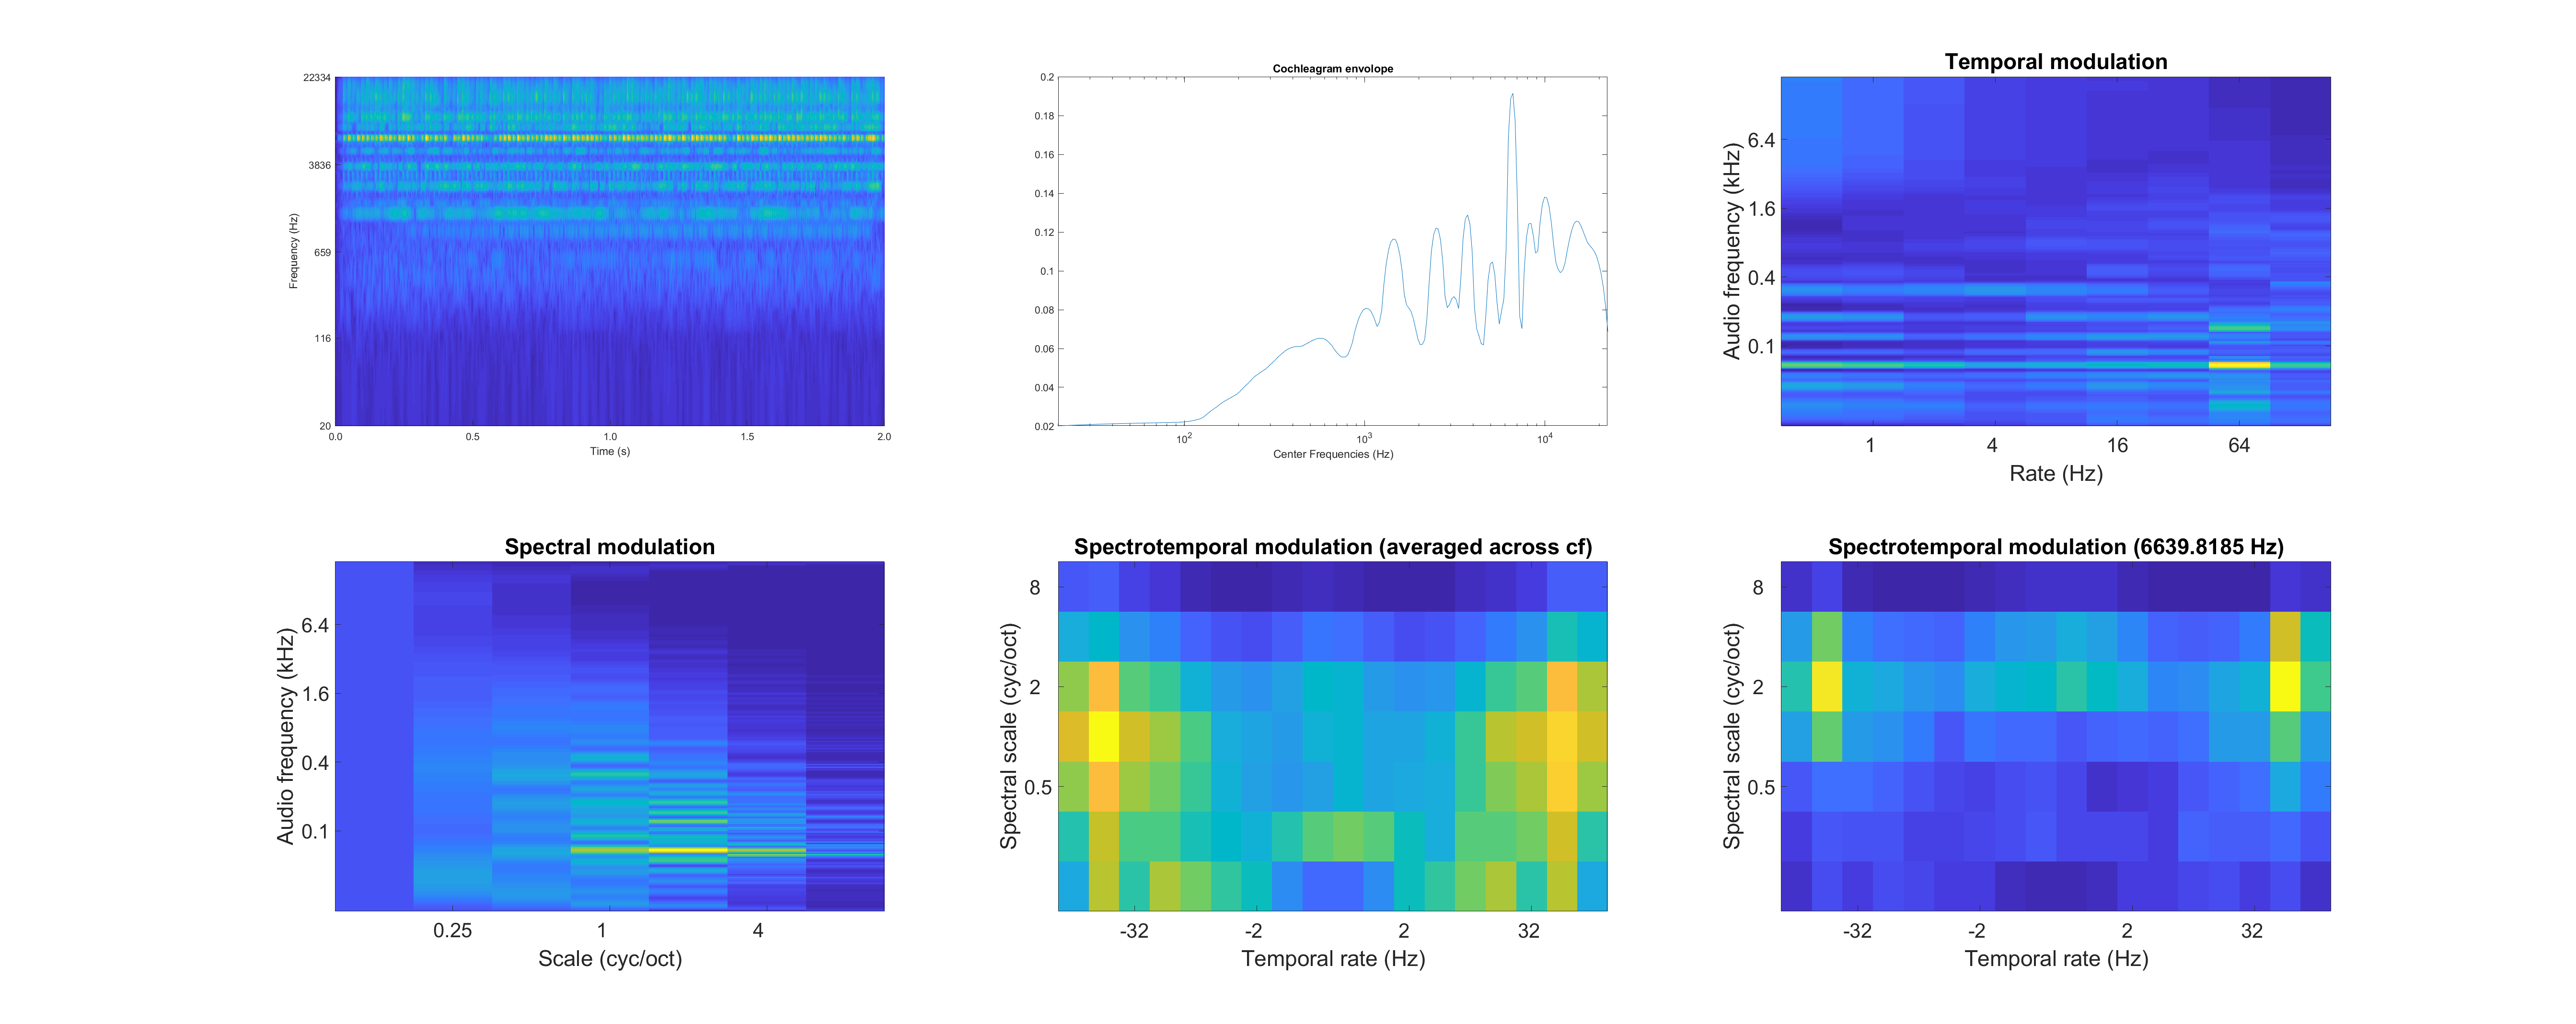 22334
3836
659
116
20
Frequency (Hz)
0.0 0.5 1.0 1.5 2.0
Time (s)
Cochleagram envolope
0.2
0.18
0.16
0.14
0.12
0.1
0.08
0.06
0.04
0.02
10² 10³ 10⁴
Center Frequencies (Hz)
Temporal modulation
6.4
1.6
0.4
0.1
Audio frequency (kHz)
1 4 16 64
Rate (Hz)
Spectral modulation
6.4
1.6
0.4
0.1
Audio frequency (kHz)
0.25 1 4
Scale (cyc/oct)
Spectrotemporal modulation (averaged across cf)
8
2
0.5
Spectral scale (cyc/oct)
-32 -2 2 32
Temporal rate (Hz)
Spectrotemporal modulation (6639.8185 Hz)
8
2
0.5
Spectral scale (cyc/oct)
-32 -2 2 32
Temporal rate (Hz)